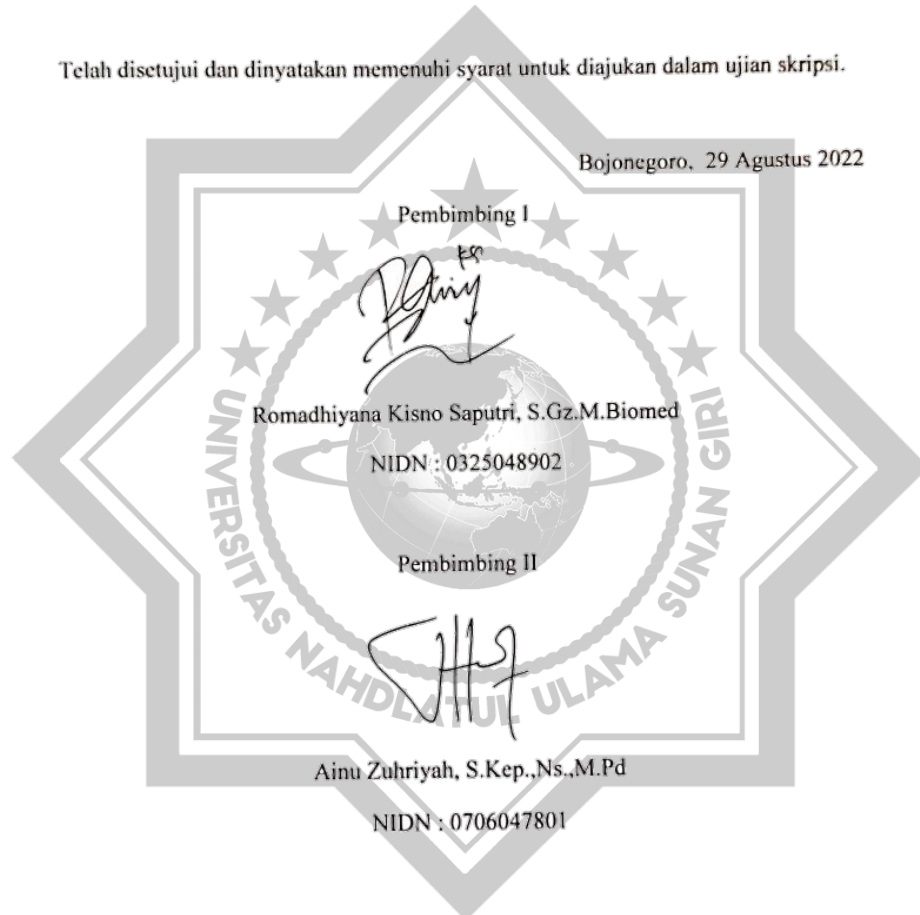 Telah disetujui dan dinyatakan memenuhi syarat untuk diajukan dalam ujian skripsi.
Bojonegoro, 29 Agustus 2022
Pembimbing I
Romadhiyana Kisno Saputri, S.Gz.M.Biomed
NIDN : 0325048902
Pembimbing II
Ainu Zuhriyah, S.Kep.,Ns.,M.Pd
NIDN : 0706047801
UNIVERSITAS NAHDLATUL ULAMA SUNAN GIRI